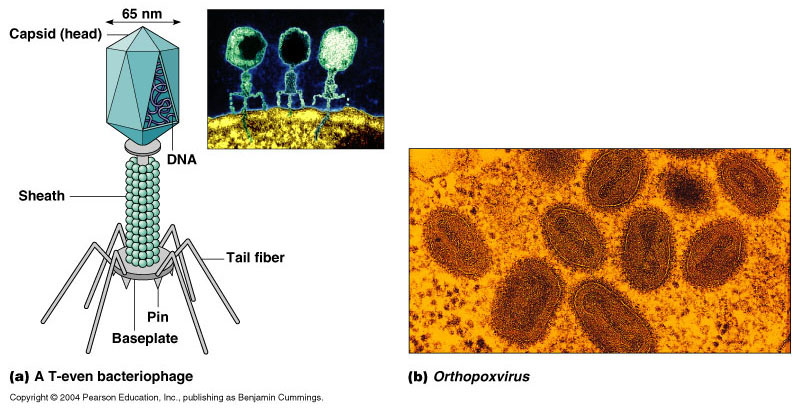 65 nm
Capsid (head)
DNA
Sheath
Tail fiber
Pin
Baseplate
(a) A T-even bacteriophage
(b) Orthopoxvirus
Copyright © 2004 Pearson Education, Inc., publishing as Benjamin Cummings.